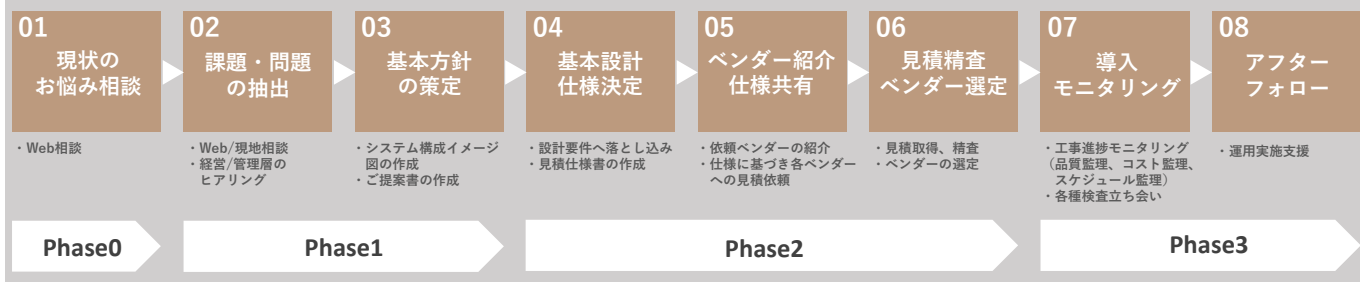 01
現状の
お悩み相談
・Web相談
02
課題・問題
の抽出
・Web/現地相談
・経営/管理層の
ヒアリング
03
基本方針
の策定
・システム構成イメージ
図の作成
・ご提案書の作成
04
基本設計
仕様決定
・設計要件へ落とし込み
・見積仕様書の作成
05
ベンダー紹介
仕様共有
・依頼ベンダーの紹介
・仕様に基づき各ベンダー
への見積依頼
06
見積精査
ベンダー選定
・見積取得、精査
・ベンダーの選定
07
導入
モニタリング
・工事進捗モニタリング
（品質監理、コスト監理、
スケジュール監理）
・各種検査立ち会い
08
アフター
フォロー
・運用実施支援
Phase0
Phase1
Phase2
Phase3